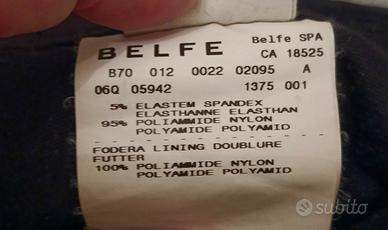 BELFE
Belfe SPA
CA 18525
B70 012 0022 02095 A
06Q 05942 1375 001
5% ELASTEM SPANDEX
ELASTHANNE ELASTHAN
95% POLIAMMIDE NYLON
POLYAMIDE POLYAMID
FODERA LINING DOUBLURE
FUTTER
100% POLIAMMIDE NYLON
POLYAMIDE POLYAMID
subito